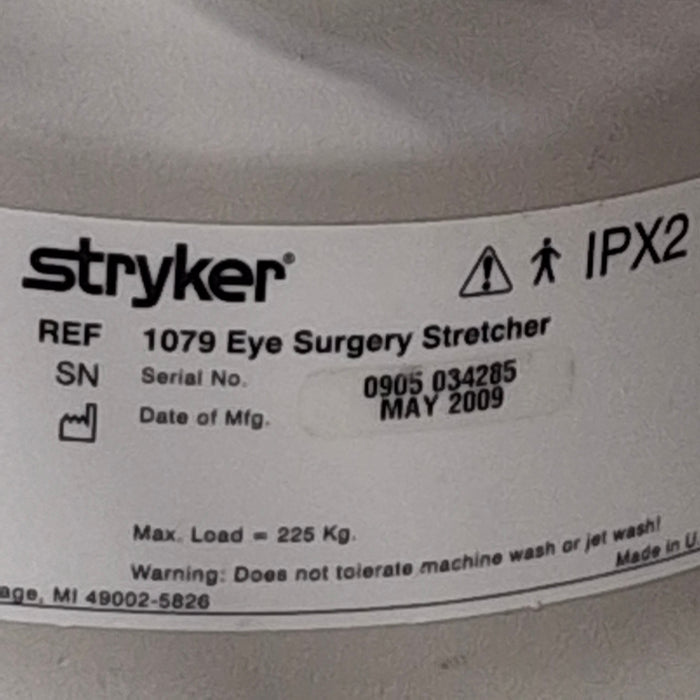 stryker®
IPX2
REF 1079 Eye Surgery Stretcher
SN Serial No. 0905 034285
Date of Mfg. MAY 2009
Max. Load = 225 Kg.
Warning: Does not tolerate machine wash or jet wash!
Made in U.
age, MI 49002-5826